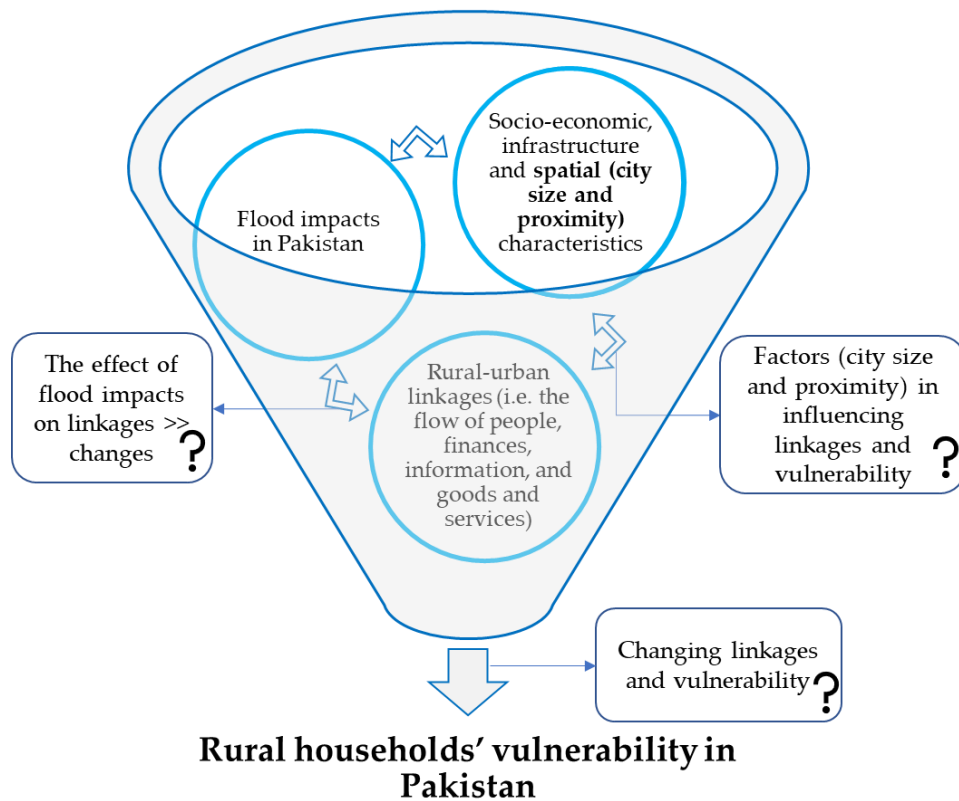 Socio-economic,
infrastructure
and spatial (city
size and
proximity)
characteristics
Flood impacts
in Pakistan
The effect of
flood impacts
on linkages >>
changes ?
Rural-urban
linkages (i.e. the
flow of people,
finances,
information, and
goods and
services)
Factors (city size
and proximity) in
influencing
linkages and
vulnerability ?
Changing linkages
and vulnerability ?
Rural households’ vulnerability in
Pakistan